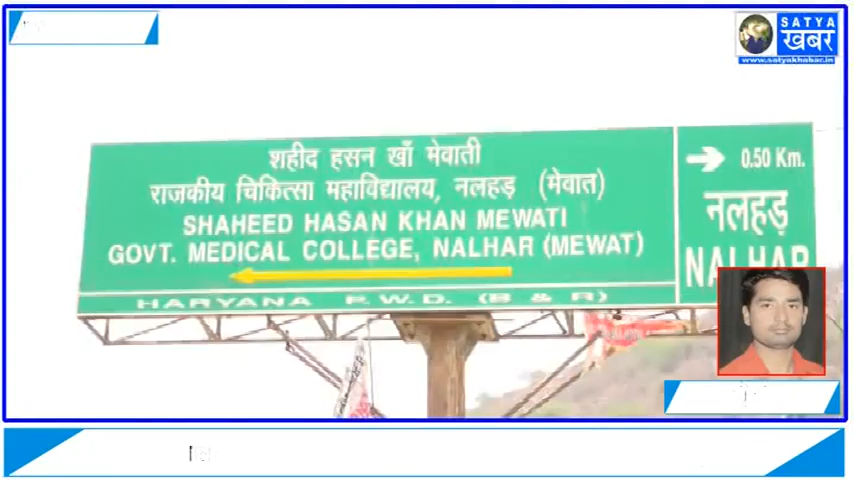 SATYA
खबर
www.satyakhabar.in
शहीद हसन खाँ मेवाती
राजकीय चिकित्सा महाविद्यालय, नलहड़ (मेवात)
SHAHEED HASAN KHAN MEWATI
GOVT. MEDICAL COLLEGE, NALHAR (MEWAT)
HARYANA P.W.D. (B & R)
0.50 Km.
नलहड़
NALHAR